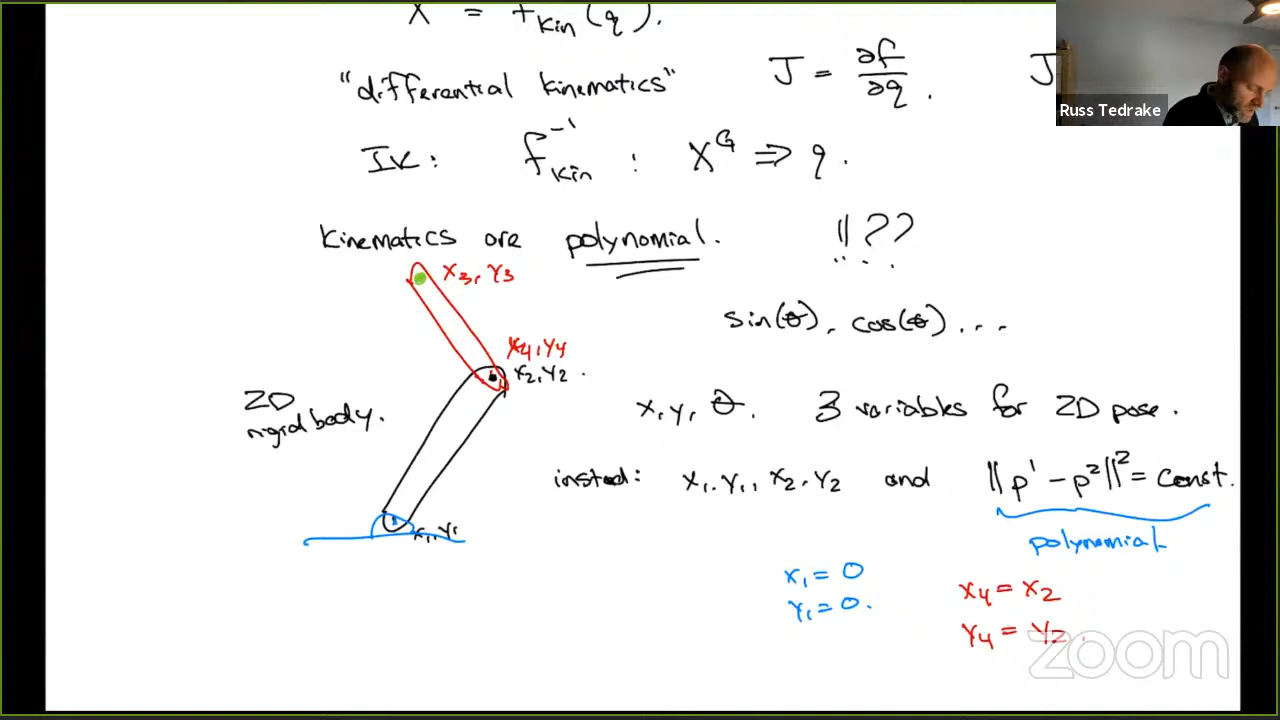 X = f_kin(q).
"differential kinematics" J = ∂f/∂q . J
Russ Tedrake
IK: f⁻¹_kin : X^G ⇒ q.
kinematics are polynomial. !!??
x₃, y₃
sin(θ), cos(θ)...
x₄, y₄
x₂, y₂ .
2D
rigid body.
x, y, θ. 3 variables for 2D pose.
instead: x₁, y₁, x₂, y₂ and ||p¹ - p²||² = const.
x₁, y₁
polynomial
x₁ = 0
y₁ = 0.
x₄ = x₂
y₄ = y₂.
zoom